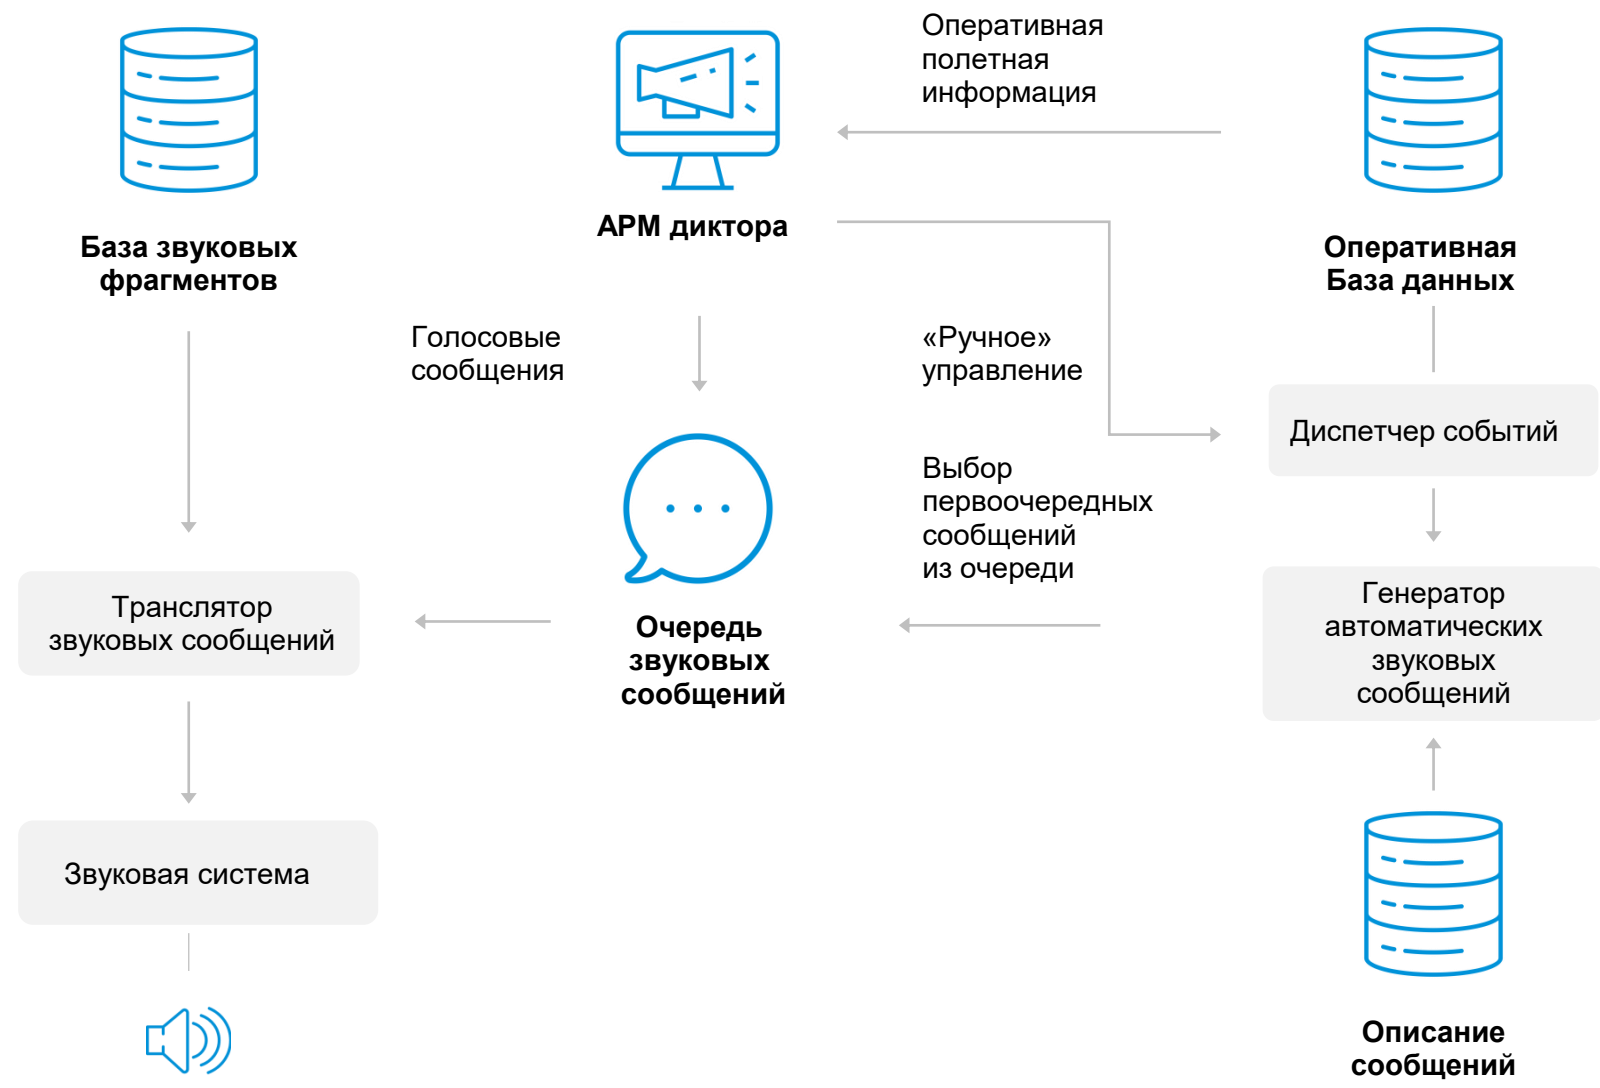 Оперативная
полетная
информация
АРМ диктора
База звуковых
фрагментов
Оперативная
База данных
Голосовые
сообщения
«Ручное»
управление
Диспетчер событий
Выбор
первоочередных
сообщений
из очереди
Транслятор
звуковых сообщений
Очередь
звуковых
сообщений
Генератор
автоматических
звуковых
сообщений
Звуковая система
Описание
сообщений